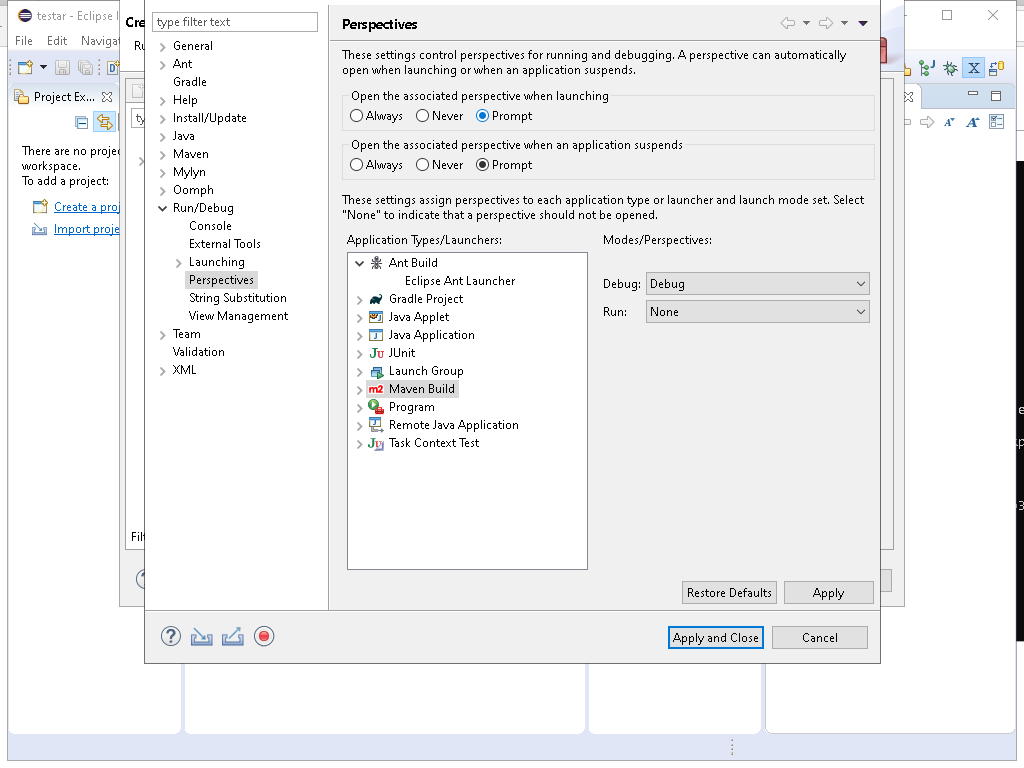 testar - Eclipse I
File Edit Navigat
Project Ex...
There are no projec
workspace.
To add a project:
Create a proj
Import proje
Cre
Ru
ty
Filt
type filter text
General
Ant
Gradle
Help
Install/Update
Java
Maven
Mylyn
Oomph
Run/Debug
Console
External Tools
Launching
Perspectives
String Substitution
View Management
Team
Validation
XML
Perspectives
These settings control perspectives for running and debugging. A perspective can automatically
open when launching or when an application suspends.
Open the associated perspective when launching
Always Never Prompt
Open the associated perspective when an application suspends
Always Never Prompt
These settings assign perspectives to each application type or launcher and launch mode set. Select
"None" to indicate that a perspective should not be opened.
Application Types/Launchers:
Ant Build
Eclipse Ant Launcher
Gradle Project
Java Applet
Java Application
JUnit
Launch Group
m2 Maven Build
Program
Remote Java Application
Task Context Test
Modes/Perspectives:
Debug: Debug
Run: None
Restore Defaults Apply
Apply and Close Cancel